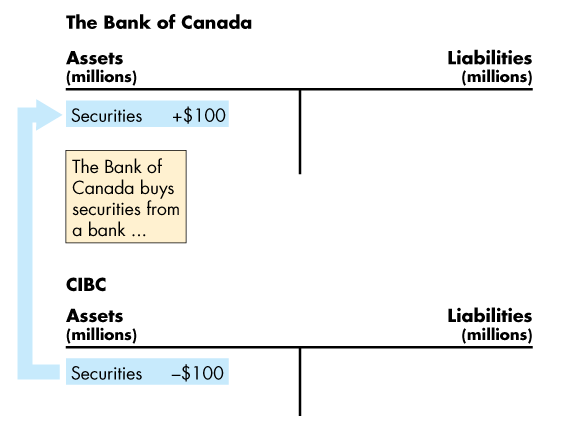 The Bank of Canada
Assets Liabilities
(millions) (millions)
Securities +$100
The Bank of
Canada buys
securities from
a bank ...
CIBC
Assets Liabilities
(millions) (millions)
Securities –$100